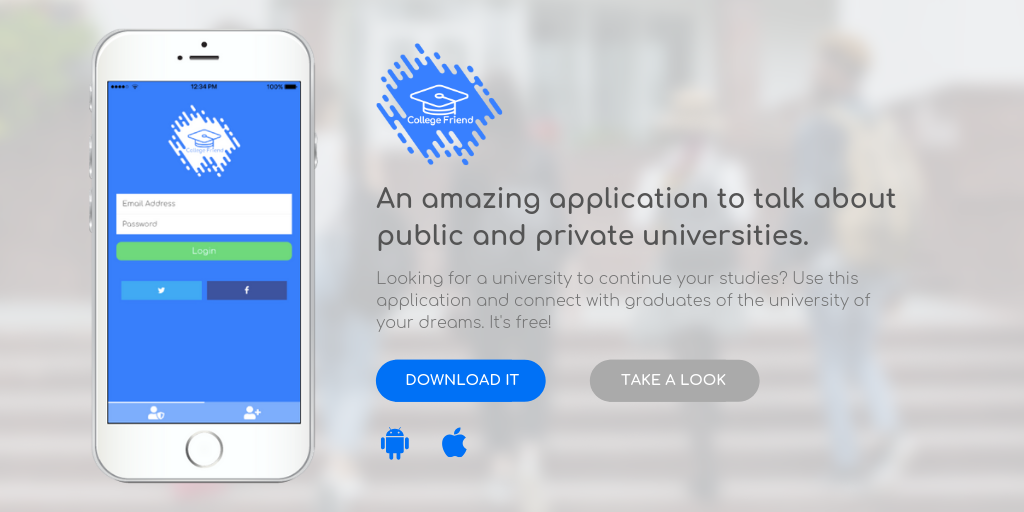 12:34 PM
100%
College Friend
Email Address
Password
Login
College Friend
An amazing application to talk about
public and private universities.
Looking for a university to continue your studies? Use this
application and connect with graduates of the university of
your dreams. It's free!
DOWNLOAD IT
TAKE A LOOK